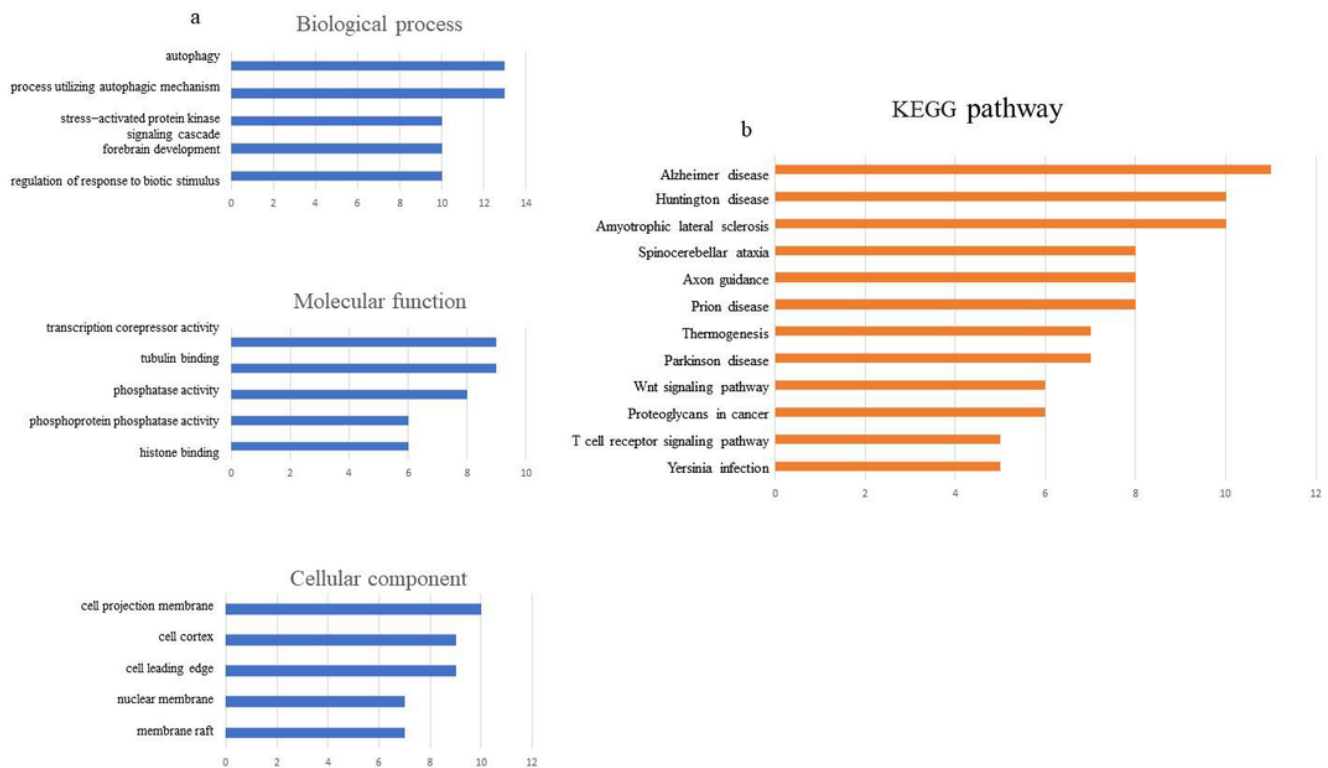 a
Biological process
autophagy
process utilizing autophagic mechanism
stress−activated protein kinase
signaling cascade
forebrain development
regulation of response to biotic stimulus
0 2 4 6 8 10 12 14
Molecular function
transcription corepressor activity
tubulin binding
phosphatase activity
phosphoprotein phosphatase activity
histone binding
0 2 4 6 8 10
Cellular component
cell projection membrane
cell cortex
cell leading edge
nuclear membrane
membrane raft
0 2 4 6 8 10 12
b
KEGG pathway
Alzheimer disease
Huntington disease
Amyotrophic lateral sclerosis
Spinocerebellar ataxia
Axon guidance
Prion disease
Thermogenesis
Parkinson disease
Wnt signaling pathway
Proteoglycans in cancer
T cell receptor signaling pathway
Yersinia infection
0 2 4 6 8 10 12